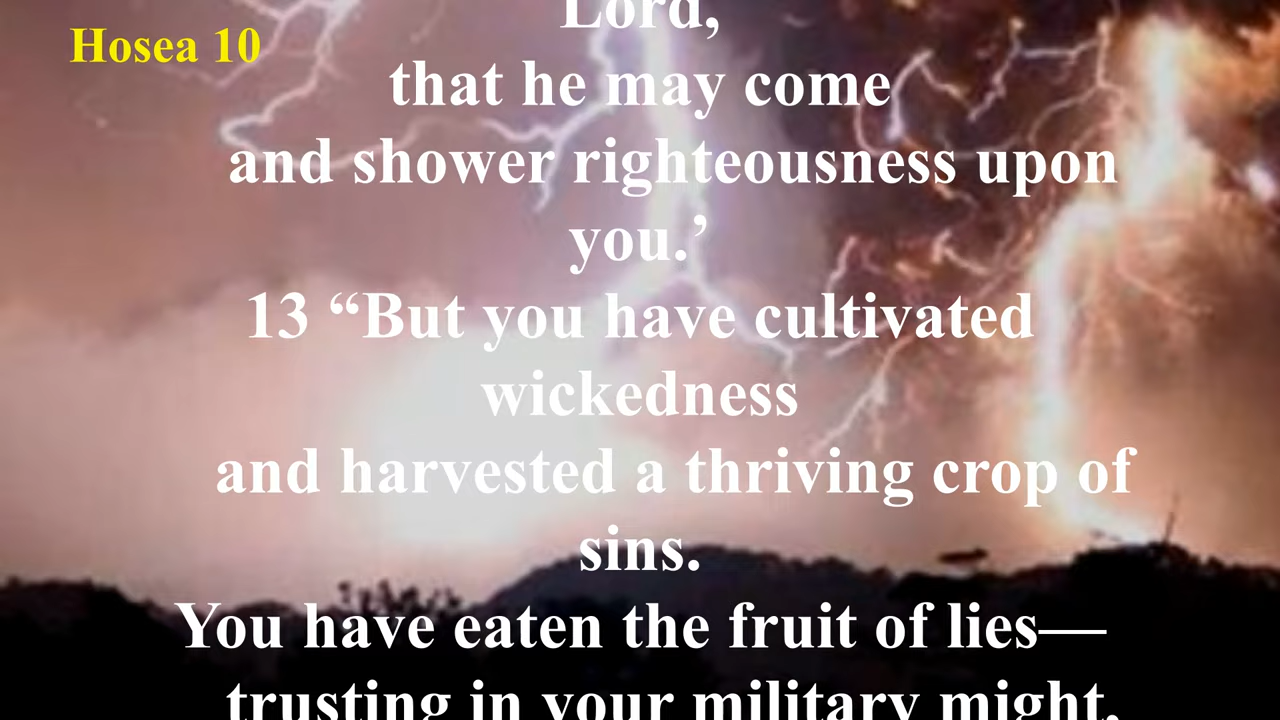 Hosea 10
Lord,
that he may come
and shower righteousness upon
you.’
13 “But you have cultivated
wickedness
and harvested a thriving crop of
sins.
You have eaten the fruit of lies—
trusting in your military might,